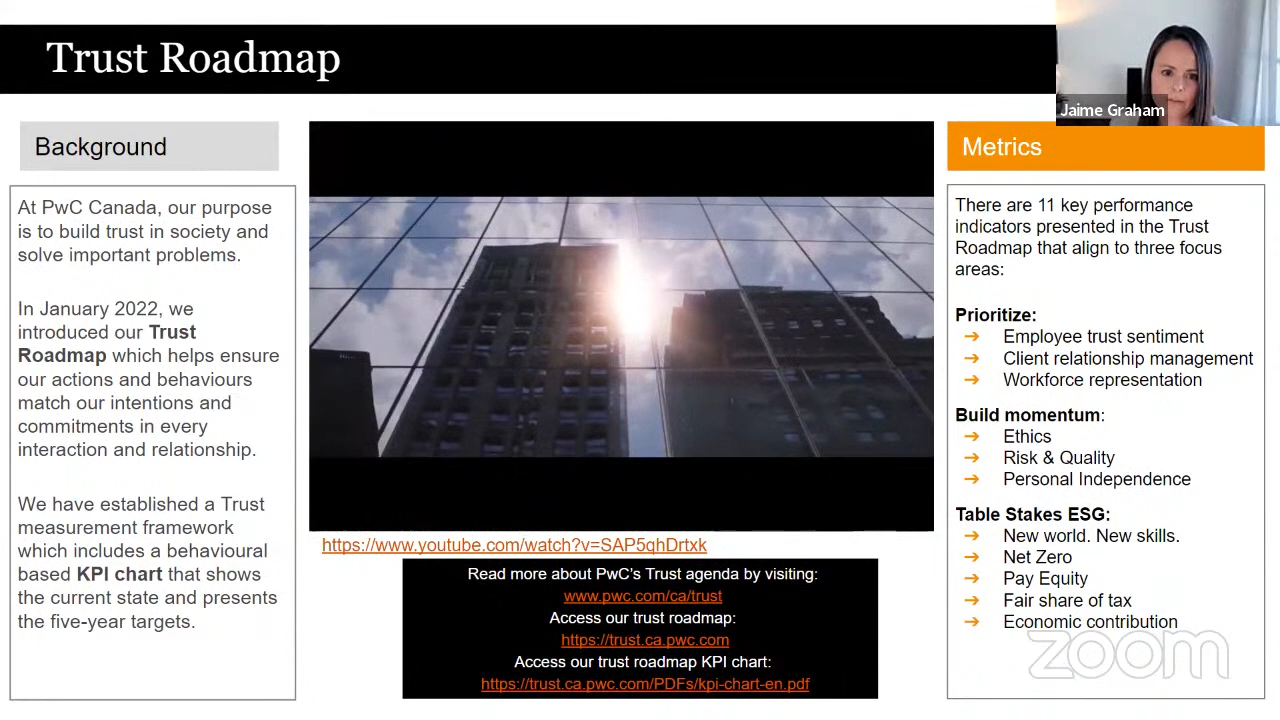 Trust Roadmap
Jaime Graham
Background
At PwC Canada, our purpose
is to build trust in society and
solve important problems.
In January 2022, we
introduced our Trust
Roadmap which helps ensure
our actions and behaviours
match our intentions and
commitments in every
interaction and relationship.
We have established a Trust
measurement framework
which includes a behavioural
based KPI chart that shows
the current state and presents
the five-year targets.
https://www.youtube.com/watch?v=SAP5qhDrtxk
Read more about PwC's Trust agenda by visiting:
www.pwc.com/ca/trust
Access our trust roadmap:
https://trust.ca.pwc.com
Access our trust roadmap KPI chart:
https://trust.ca.pwc.com/PDFs/kpi-chart-en.pdf
Metrics
There are 11 key performance
indicators presented in the Trust
Roadmap that align to three focus
areas:
Prioritize:
➔ Employee trust sentiment
➔ Client relationship management
➔ Workforce representation
Build momentum:
➔ Ethics
➔ Risk & Quality
➔ Personal Independence
Table Stakes ESG:
➔ New world. New skills.
➔ Net Zero
➔ Pay Equity
➔ Fair share of tax
➔ Economic contribution
zoom